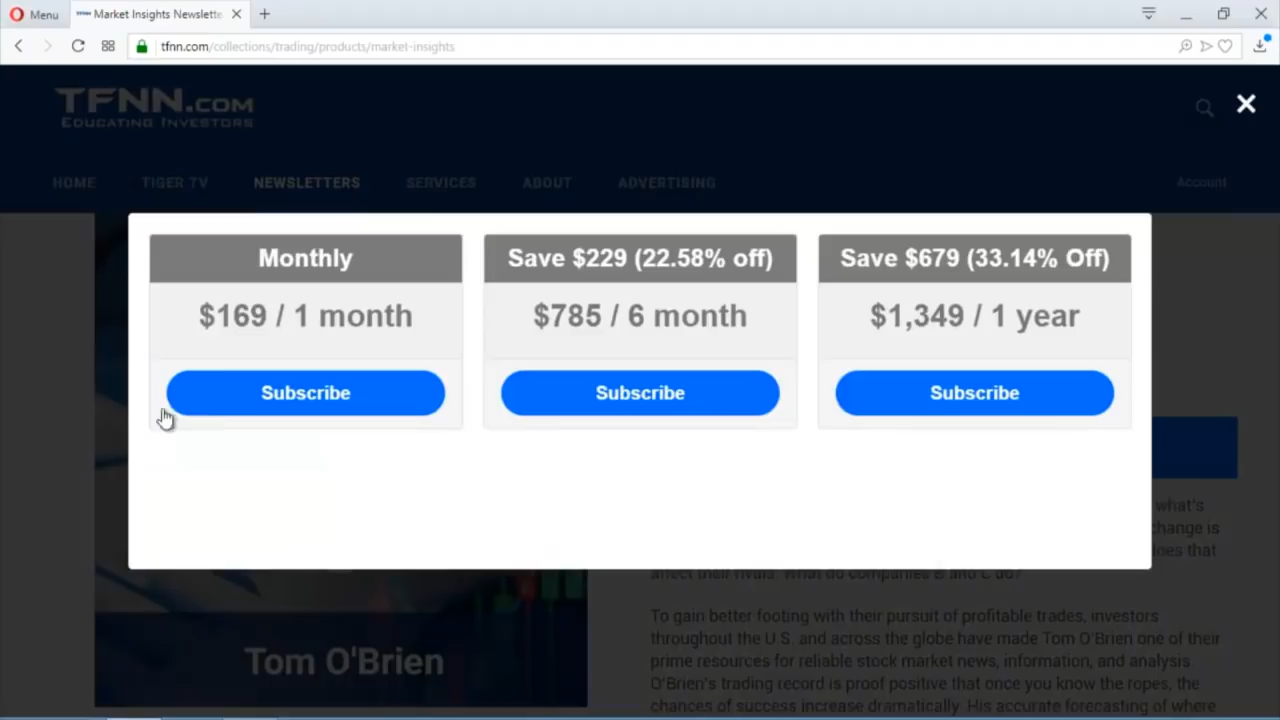 Menu
Market Insights Newslette
tfnn.com/collections/trading/products/market-insights
TFNN.COM
EDUCATING INVESTORS
HOME
TIGER TV
NEWSLETTERS
SERVICES
ABOUT
ADVERTISING
Account
Monthly
$169 / 1 month
Subscribe
Save $229 (22.58% off)
$785 / 6 month
Subscribe
Save $679 (33.14% Off)
$1,349 / 1 year
Subscribe
what's
change is
does that
affect their rivals. What do companies B and C do?
To gain better footing with their pursuit of profitable trades, investors
throughout the U.S. and across the globe have made Tom O'Brien one of their
prime resources for reliable stock market news, information, and analysis.
O'Brien's trading record is proof positive that once you know the ropes, the
chances of success increase dramatically. His accurate forecasting of where
Tom O'Brien